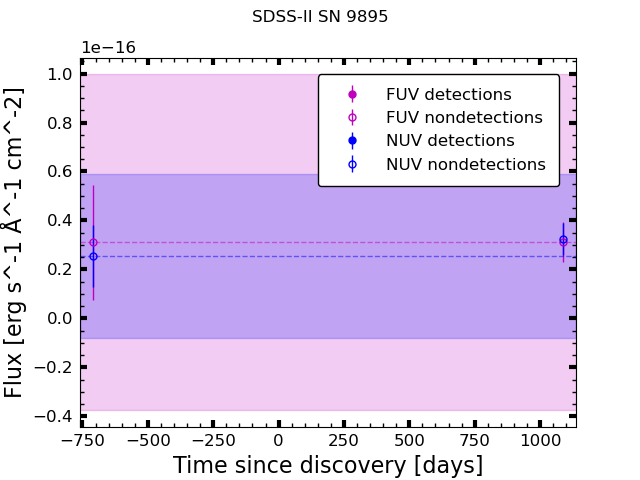 SDSS-II SN 9895
1e−16
1.0
0.8
0.6
0.4
0.2
0.0
−0.2
−0.4
Flux [erg s^-1 Å^-1 cm^-2]
FUV detections
FUV nondetections
NUV detections
NUV nondetections
−750 −500 −250 0 250 500 750 1000
Time since discovery [days]